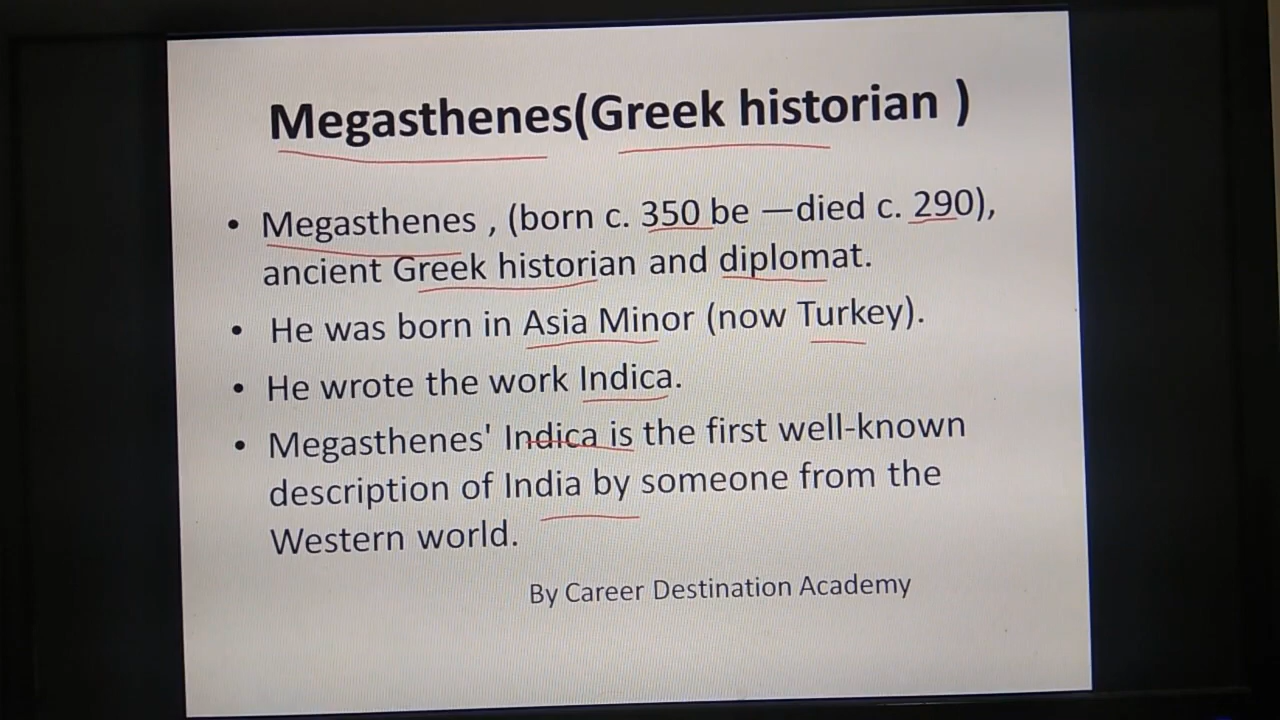 Megasthenes(Greek historian )
• Megasthenes , (born c. 350 be —died c. 290),
ancient Greek historian and diplomat.
• He was born in Asia Minor (now Turkey).
• He wrote the work Indica.
• Megasthenes' Indica is the first well-known
description of India by someone from the
Western world.
By Career Destination Academy